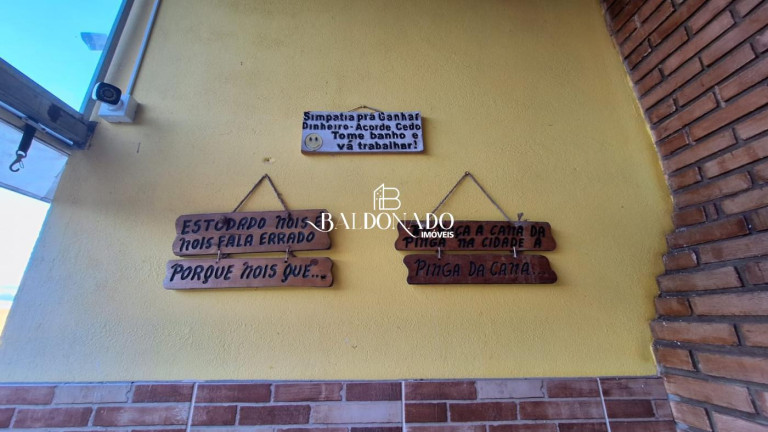 Simpatia prá Ganhar
Dinheiro - Acorde Cedo
Tome banho e
vá trabalhar!
ESTUDADO NOIS É
NOIS FALA ERRADO
PORQUE NOIS QUE...
A CANA DA
PINGA NA CIDADE A
PINGA DA CANA...
BALDONADO
IMÓVEIS